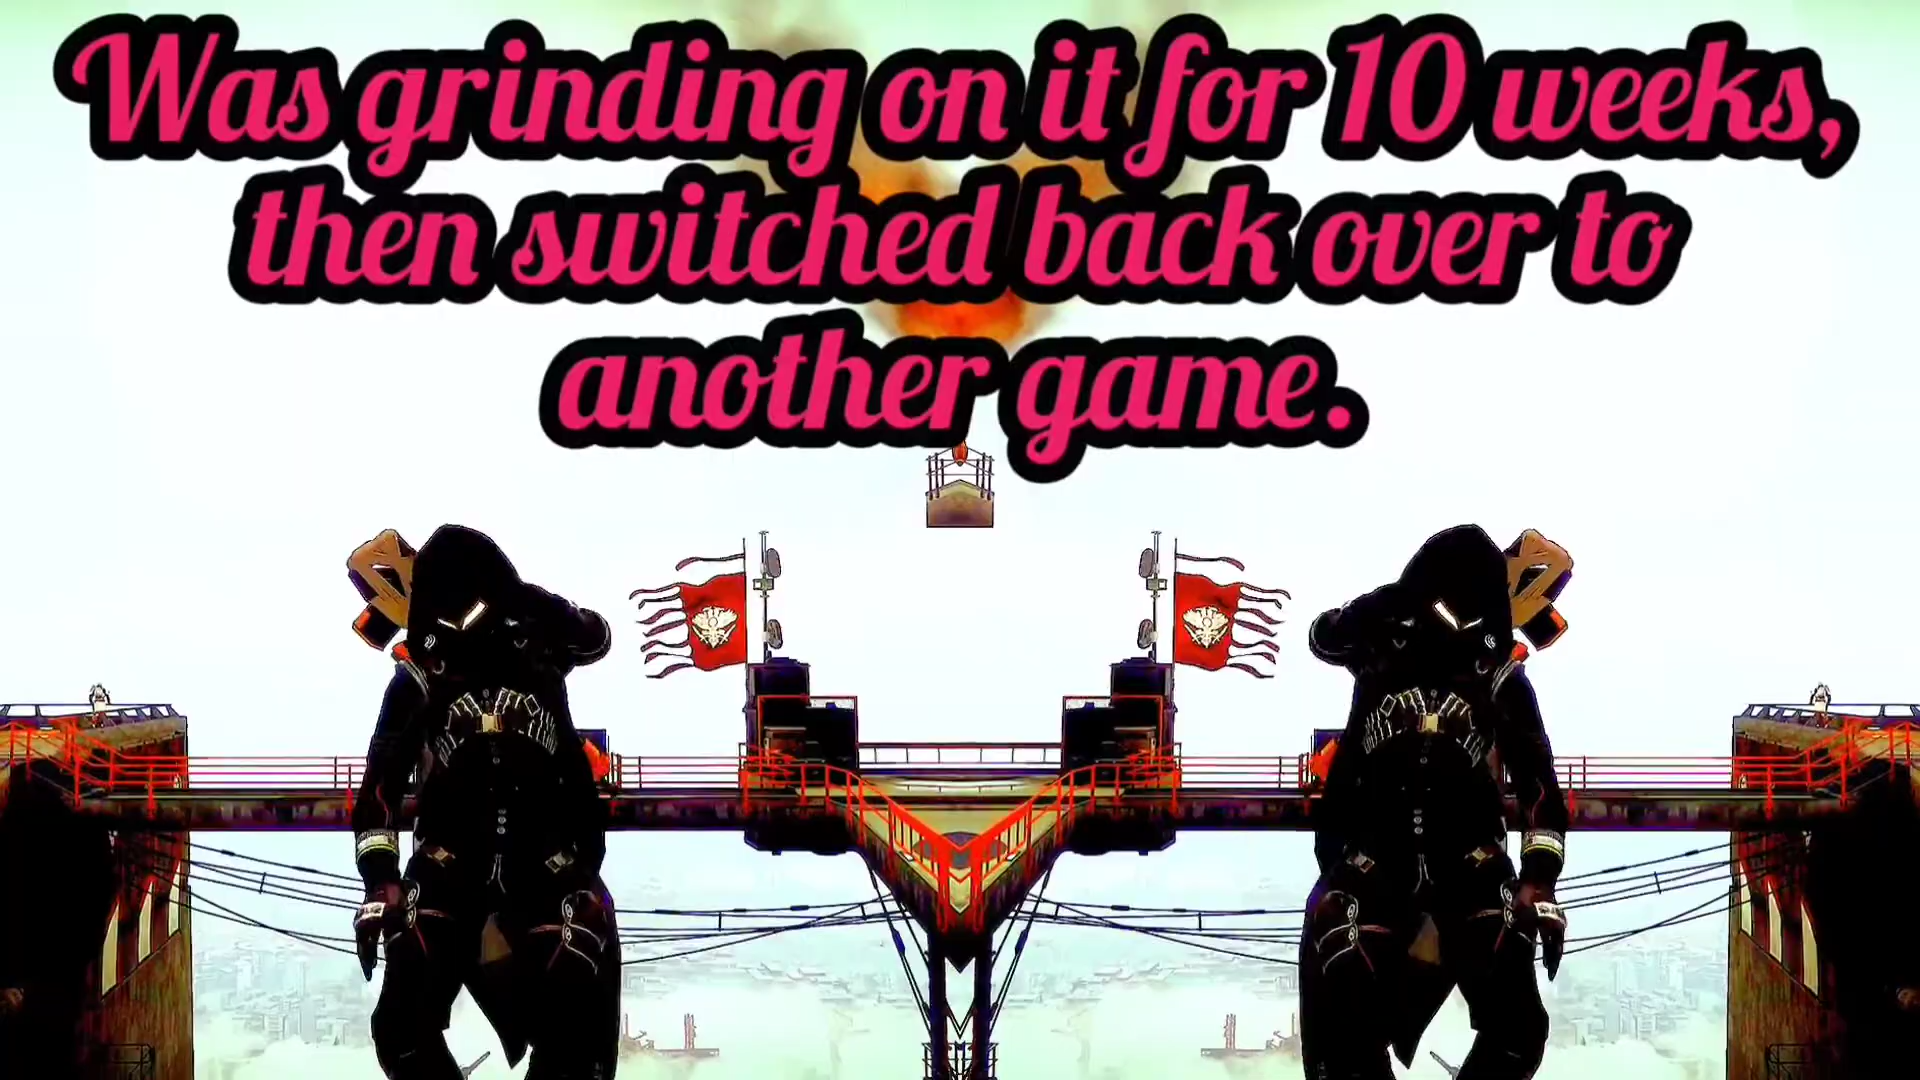 Was grinding on it for 10 weeks,
then switched back over to
another game.